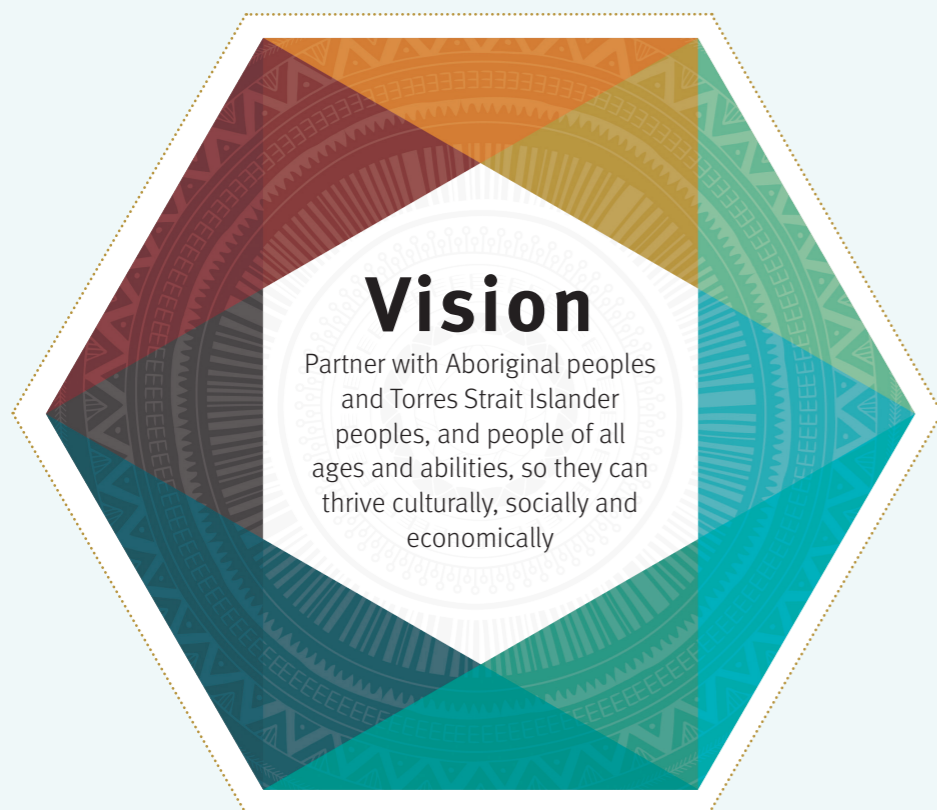 Vision
Partner with Aboriginal peoples
and Torres Strait Islander
peoples, and people of all
ages and abilities, so they can
thrive culturally, socially and
economically